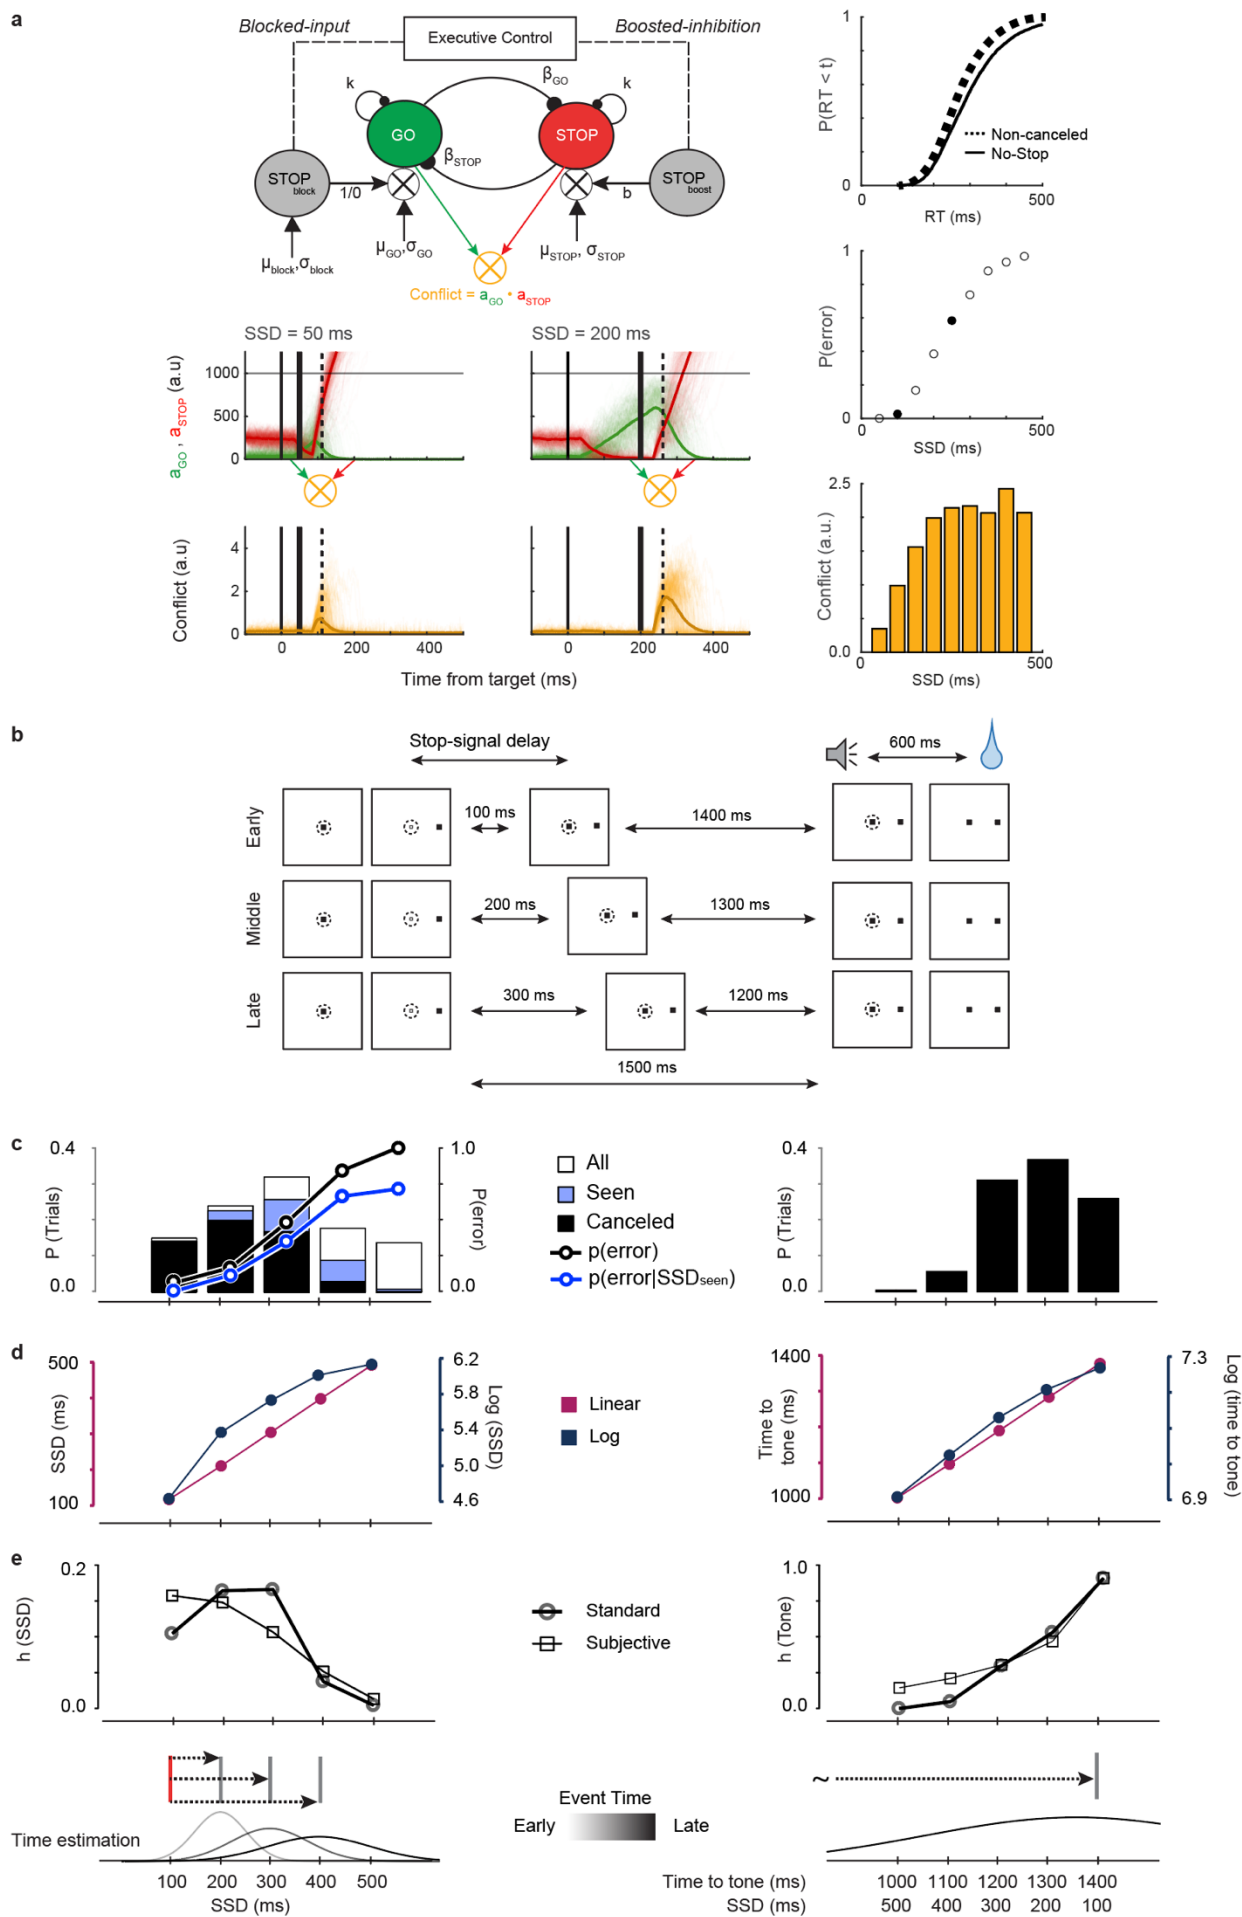 a
Blocked-input
Executive Control
Boosted-inhibition
k
βGO
k
GO
STOP
βSTOP
STOP block
1/0
b
STOP boost
μblock,σblock
μGO,σGO
μSTOP, σSTOP
Conflict = aGO · aSTOP
1
P(RT < t)
Non-canceled
No-Stop
0
0
500
RT (ms)
1
P(error)
0
0
500
SSD (ms)
2.5
Conflict (a.u.)
0.0
0
500
SSD (ms)
SSD = 50 ms
SSD = 200 ms
aGO , aSTOP (a.u)
1000
500
0
Conflict (a.u)
4
2
0
0
200
400
0
200
400
Time from target (ms)
b
Stop-signal delay
600 ms
Early
100 ms
1400 ms
Middle
200 ms
1300 ms
Late
300 ms
1200 ms
1500 ms
c
0.4
P (Trials)
0.0
1.0
P(error)
0.0
All
Seen
Canceled
p(error)
p(error|SSDseen)
0.4
P (Trials)
0.0
d
500
SSD (ms)
100
6.2
5.8
5.4
5.0
4.6
Log (SSD)
Linear
Log
1400
Time to
tone (ms)
1000
7.3
Log (time to tone)
6.9
e
0.2
h (SSD)
0.0
Standard
Subjective
1.0
h (Tone)
0.0
~
Event Time
Early
Late
Time estimation
100 200 300 400 500
SSD (ms)
Time to tone (ms) 1000 1100 1200 1300 1400
SSD (ms) 500 400 300 200 100